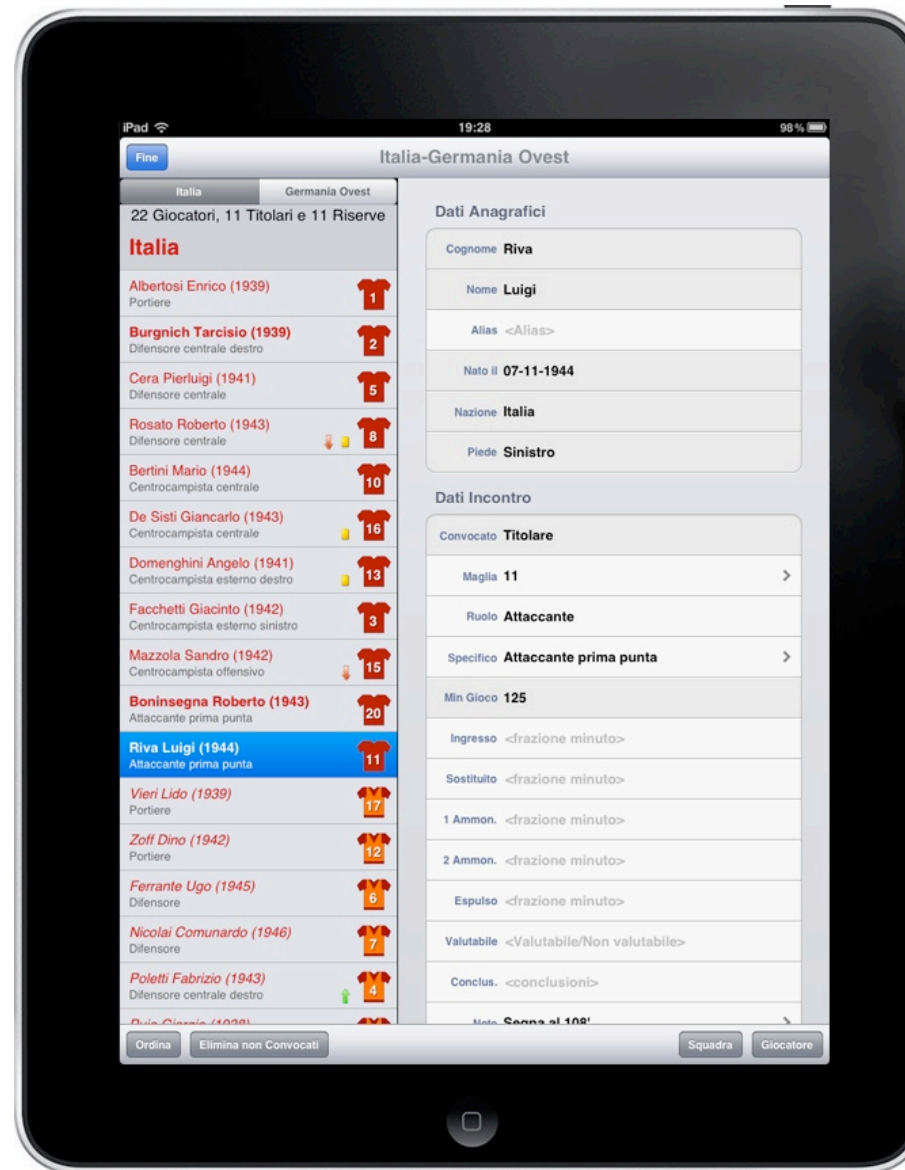 iPad 19:28 98%
Fine
Italia-Germania Ovest
Italia Germania Ovest
22 Giocatori, 11 Titolari e 11 Riserve
Italia
Albertosi Enrico (1939)
Portiere
1
Burgnich Tarcisio (1939)
Difensore centrale destro
2
Cera Pierluigi (1941)
Difensore centrale
5
Rosato Roberto (1943)
Difensore centrale
8
Bertini Mario (1944)
Centrocampista centrale
10
De Sisti Giancarlo (1943)
Centrocampista centrale
16
Domenghini Angelo (1941)
Centrocampista esterno destro
13
Facchetti Giacinto (1942)
Centrocampista esterno sinistro
3
Mazzola Sandro (1942)
Centrocampista offensivo
15
Boninsegna Roberto (1943)
Attaccante prima punta
20
Riva Luigi (1944)
Attaccante prima punta
11
Vieri Lido (1939)
Portiere
17
Zoff Dino (1942)
Portiere
12
Ferrante Ugo (1945)
Difensore
6
Nicolai Comunardo (1946)
Difensore
7
Poletti Fabrizio (1943)
Difensore centrale destro
4
Dati Anagrafici
Cognome Riva
Nome Luigi
Alias <Alias>
Nato il 07-11-1944
Nazione Italia
Piede Sinistro
Dati Incontro
Convocato Titolare
Maglia 11
Ruolo Attaccante
Specifico Attaccante prima punta
Min Gioco 125
Ingresso <frazione minuto>
Sostituito <frazione minuto>
1 Ammon. <frazione minuto>
2 Ammon. <frazione minuto>
Espulso <frazione minuto>
Valutabile <Valutabile/Non valutabile>
Conclus. <conclusioni>
Note Segna al 108'
Ordina Elimina non Convocati Squadra Giocatore